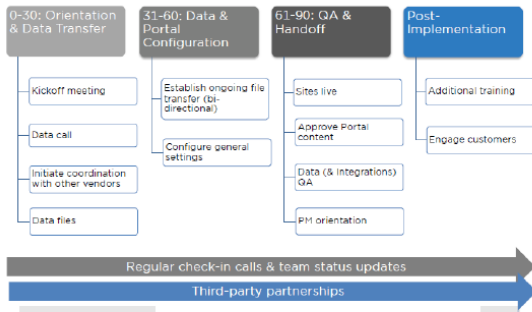 0-30: Orientation
& Data Transfer
Kickoff meeting
Data call
Initiate coordination
with other vendors
Data files
31-60: Data &
Portal
Configuration
Establish ongoing file
transfer (bi-
directional)
Configure general
settings
61-90: QA &
Handoff
Sites live
Approve Portal
content
Data (& Integrations)
QA
PM orientation
Post-
Implementation
Additional training
Engage customers
Regular check-in calls & team status updates
Third-party partnerships